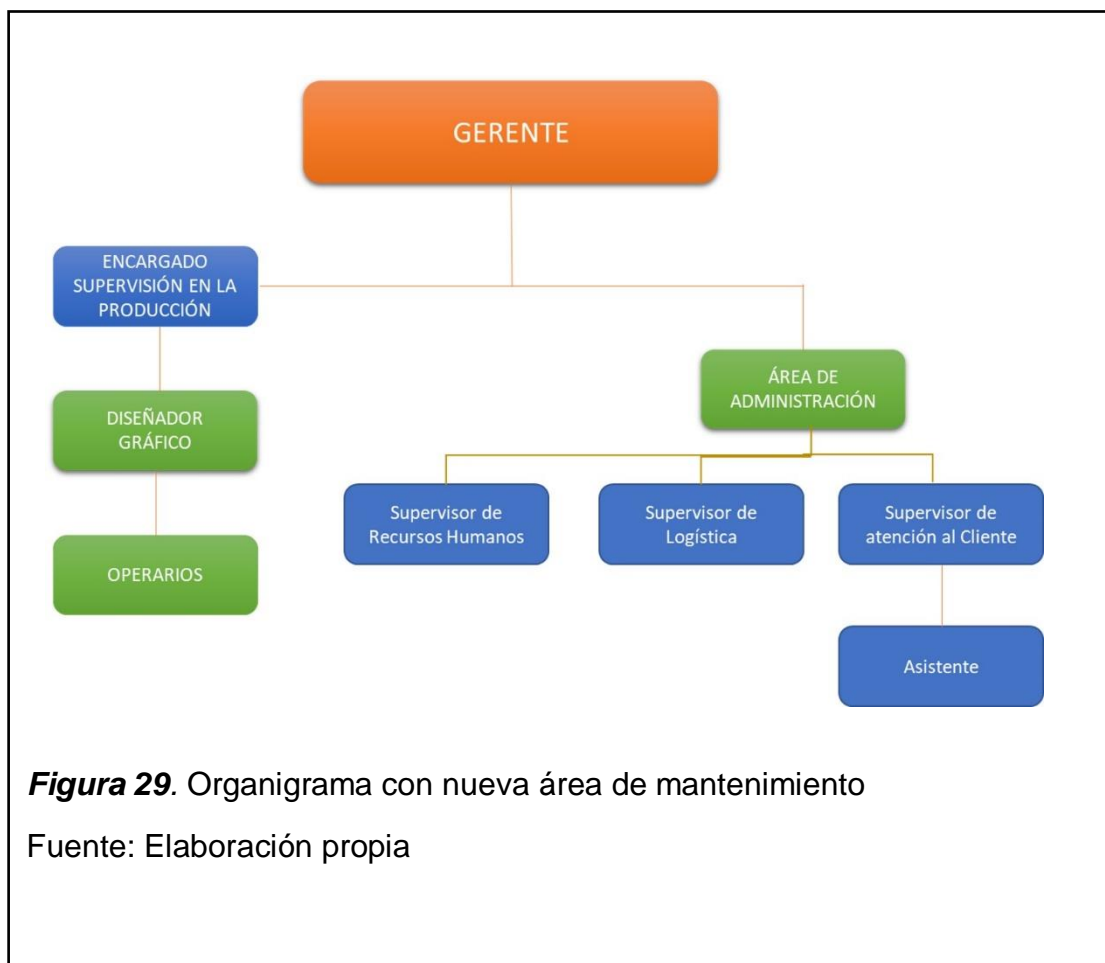 GERENTE
ENCARGADO
SUPERVISIÓN EN LA
PRODUCCIÓN
DISEÑADOR
GRÁFICO
OPERARIOS
ÁREA DE
ADMINISTRACIÓN
Supervisor de
Recursos Humanos
Supervisor de
Logística
Supervisor de
atención al Cliente
Asistente
Figura 29. Organigrama con nueva área de mantenimiento
Fuente: Elaboración propia